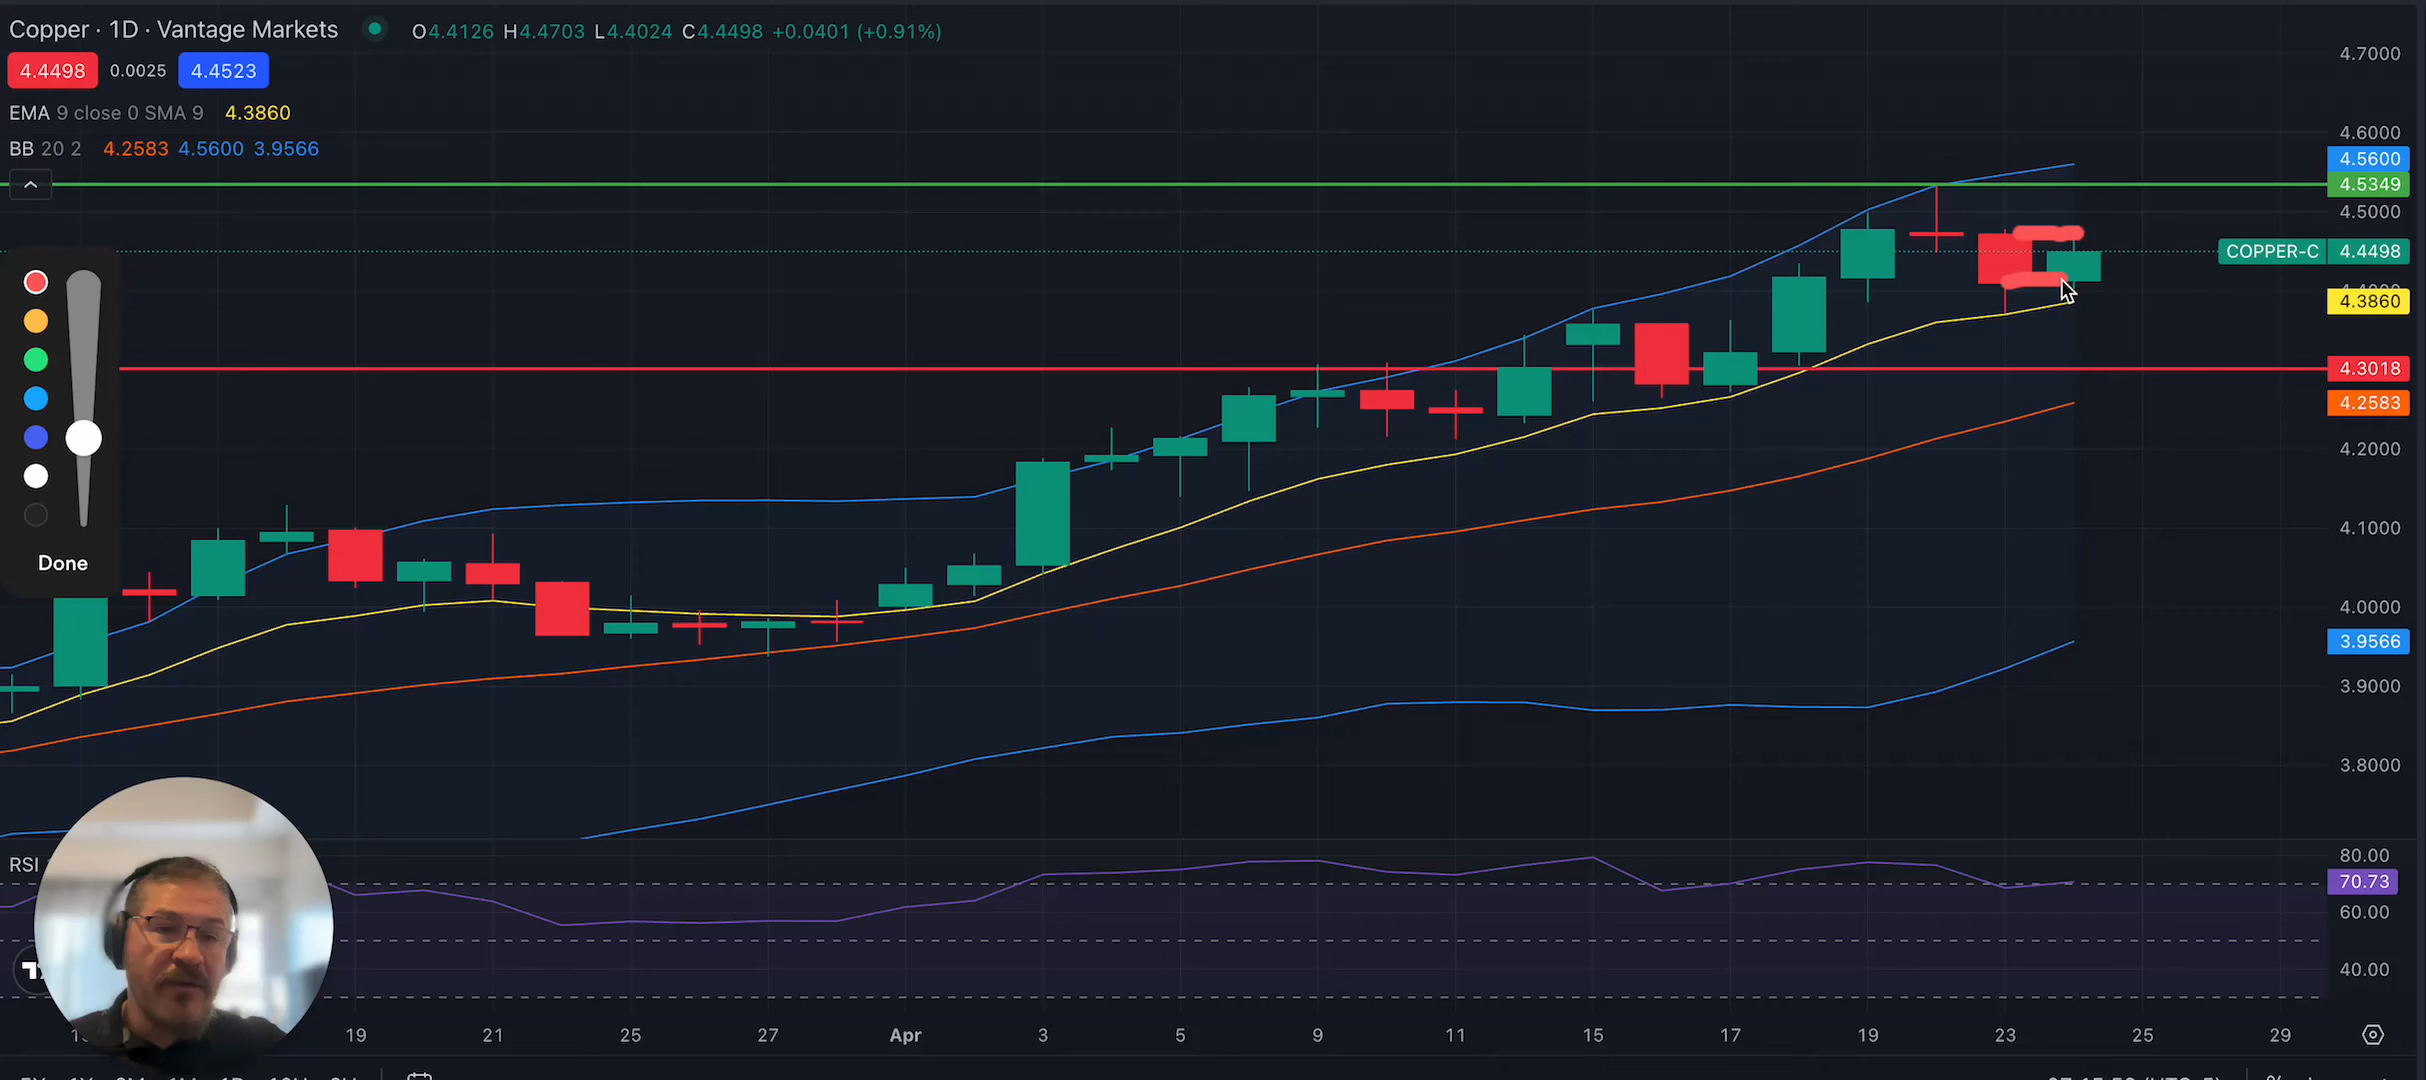 Copper · 1D · Vantage Markets O4.4126 H4.4703 L4.4024 C4.4498 +0.0401 (+0.91%)
4.4498 0.0025 4.4523
EMA 9 close 0 SMA 9 4.3860
BB 20 2 4.2583 4.5600 3.9566
4.7000
4.6000
4.5600
4.5349
4.5000
COPPER-C 4.4498
4.3860
4.3018
4.2583
4.2000
4.1000
4.0000
3.9566
3.9000
3.8000
Done
RSI
80.00
70.73
60.00
40.00
19 21 25 27 Apr 3 5 9 11 15 17 19 23 25 29